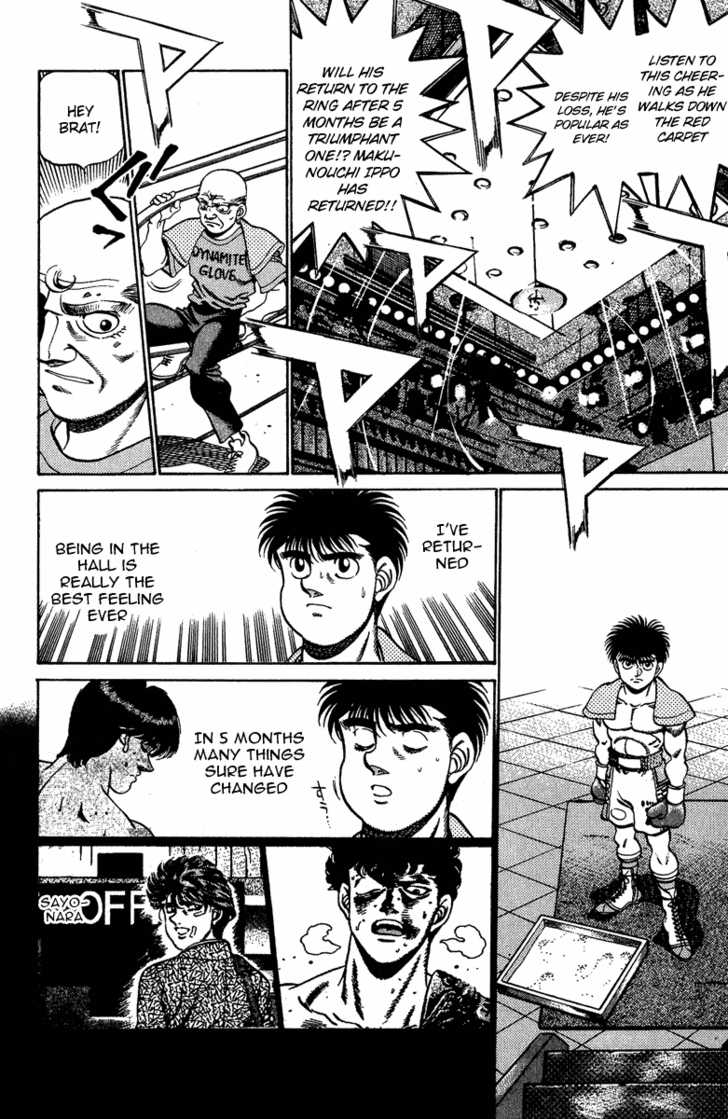 LISTEN TO
THIS CHEER-
ING AS HE
WALKS DOWN
THE RED
CARPET
DESPITE HIS
LOSS, HE'S
POPULAR AS
EVER!
WILL HIS
RETURN TO THE
RING AFTER 5
MONTHS BE A
TRIUMPHANT
ONE!? MAKU-
NOUCHI IPPO
HAS
RETURNED!!
HEY
BRAT!
DYNAMITE
GLOVE
I'VE
RETUR-
NED
BEING IN THE
HALL IS
REALLY THE
BEST FEELING
EVER
IN 5 MONTHS
MANY THINGS
SURE HAVE
CHANGED
SAYO-
NARA
OFF